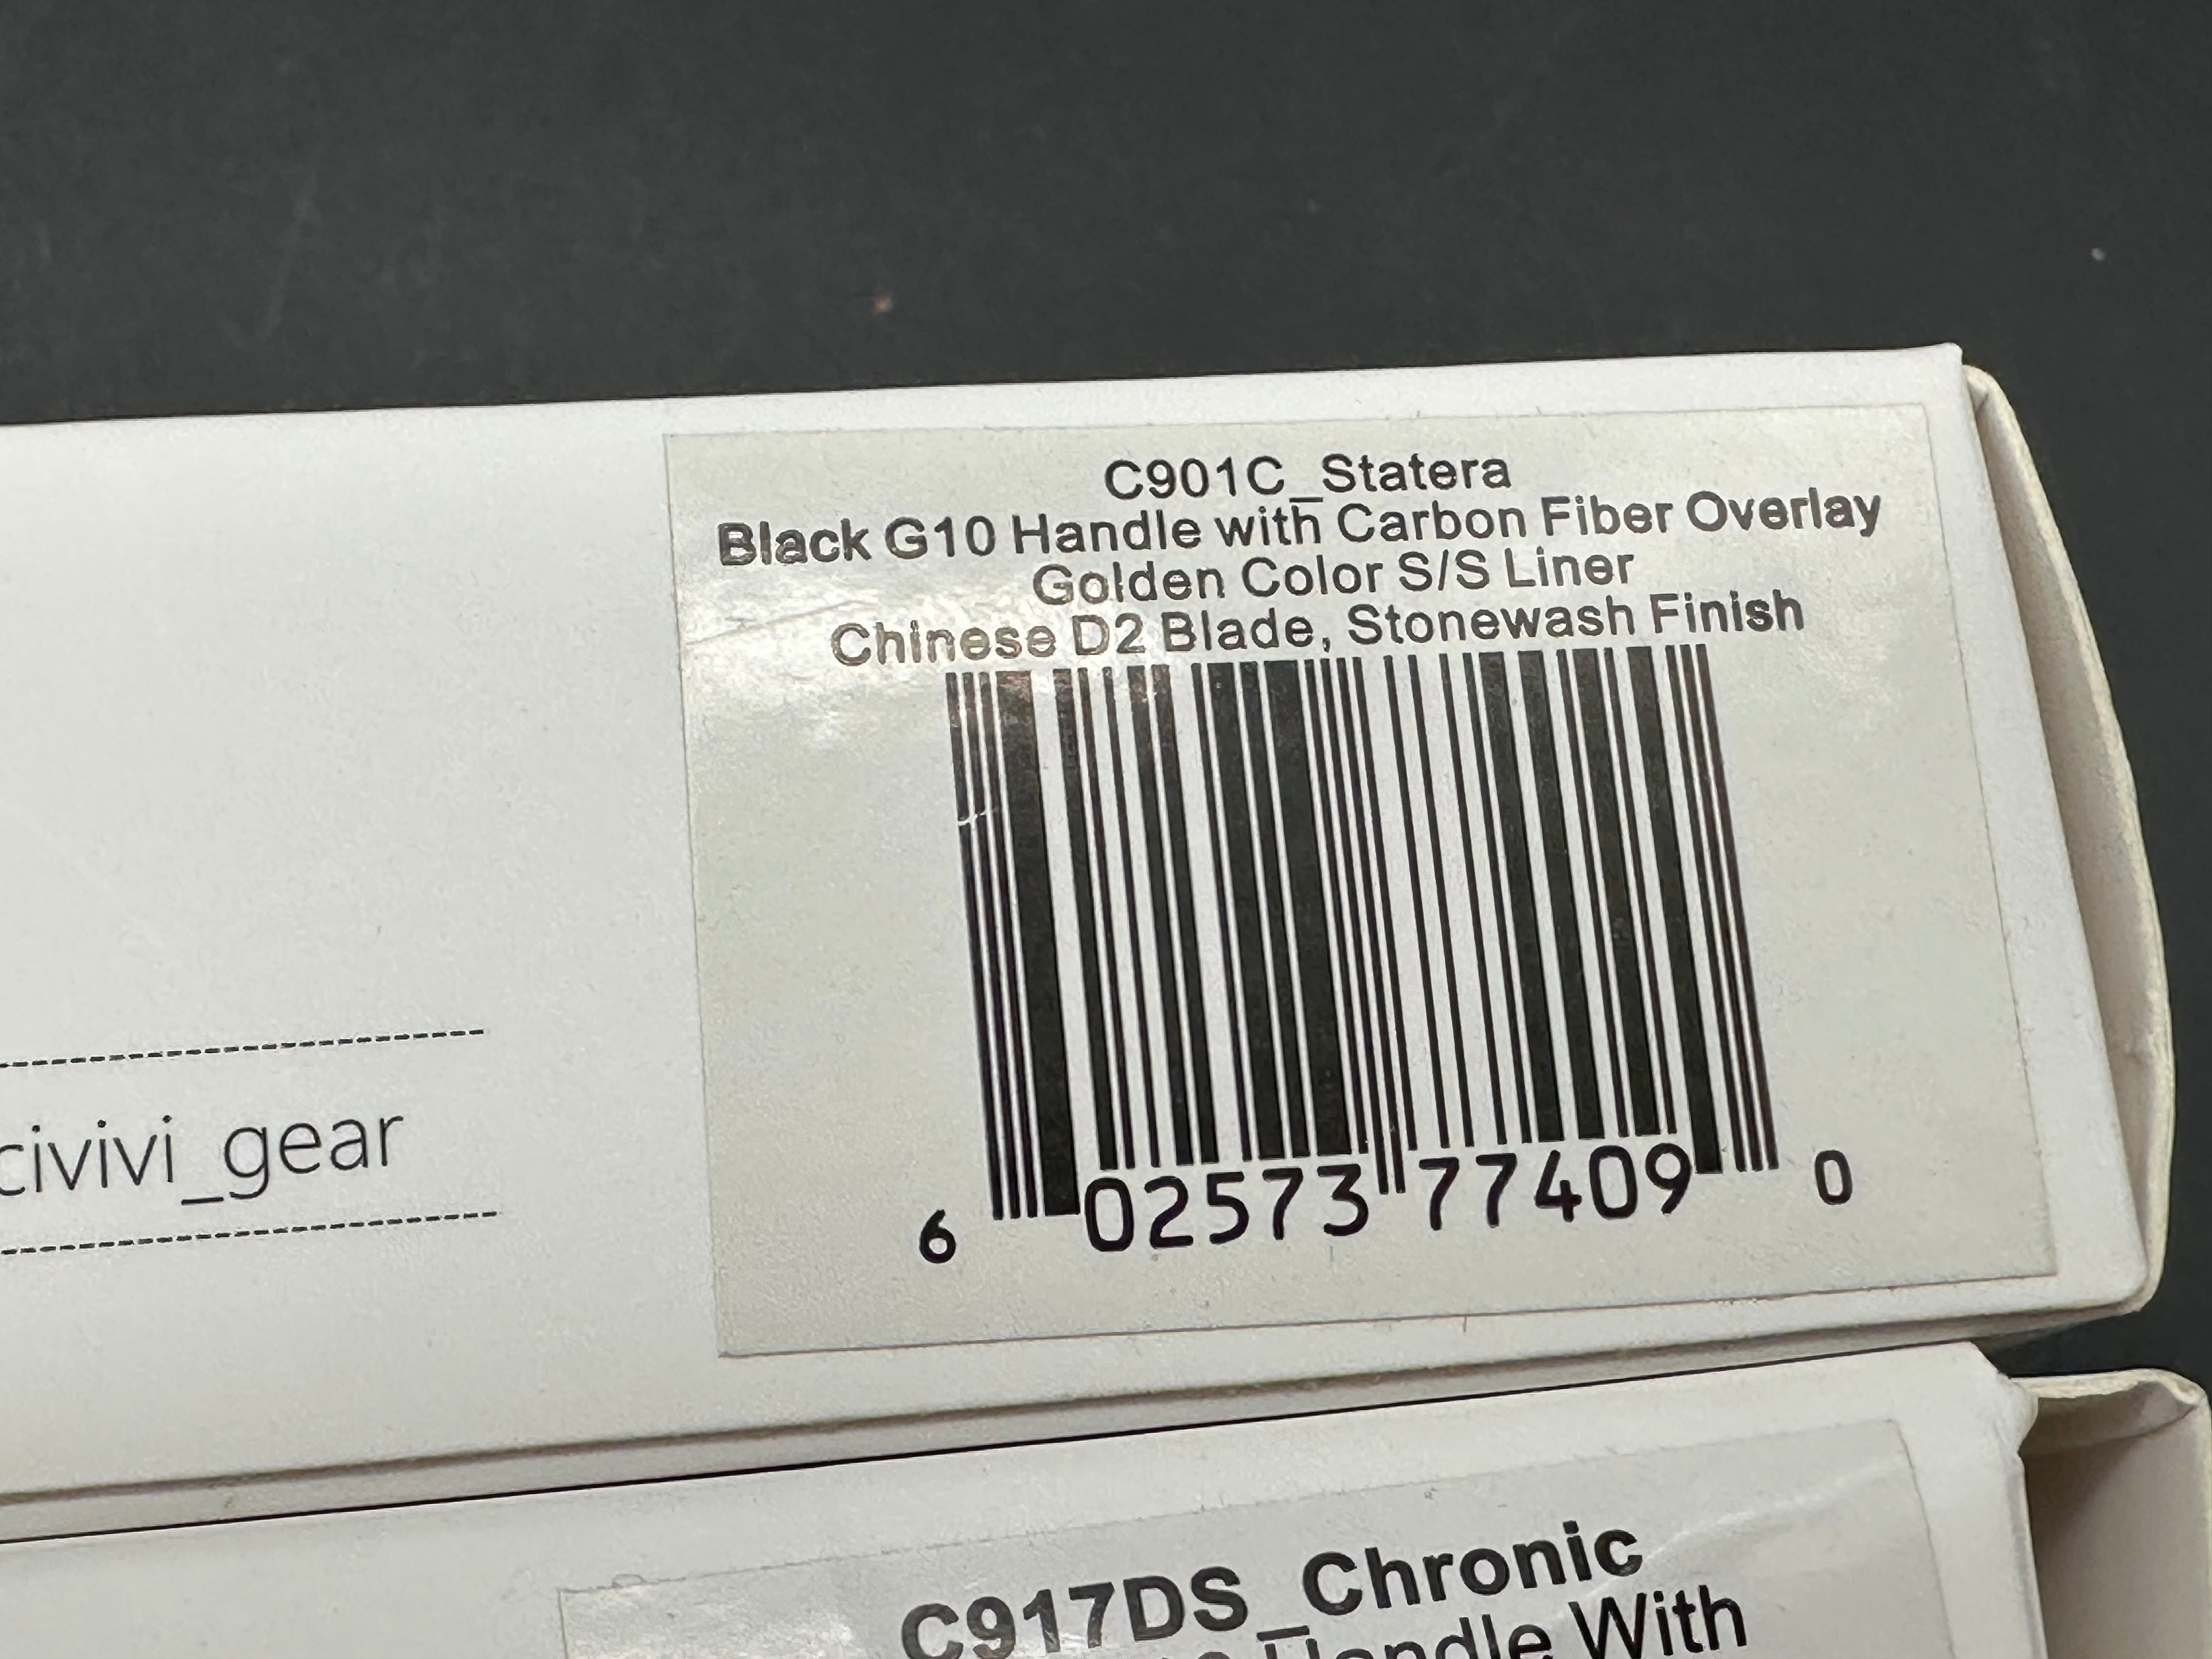 C901C_Statera
Black G10 Handle with Carbon Fiber Overlay
Golden Color S/S Liner
Chinese D2 Blade, Stonewash Finish
6 02573 77409 0
civivi_gear
C917DS_Chronic
Handle With